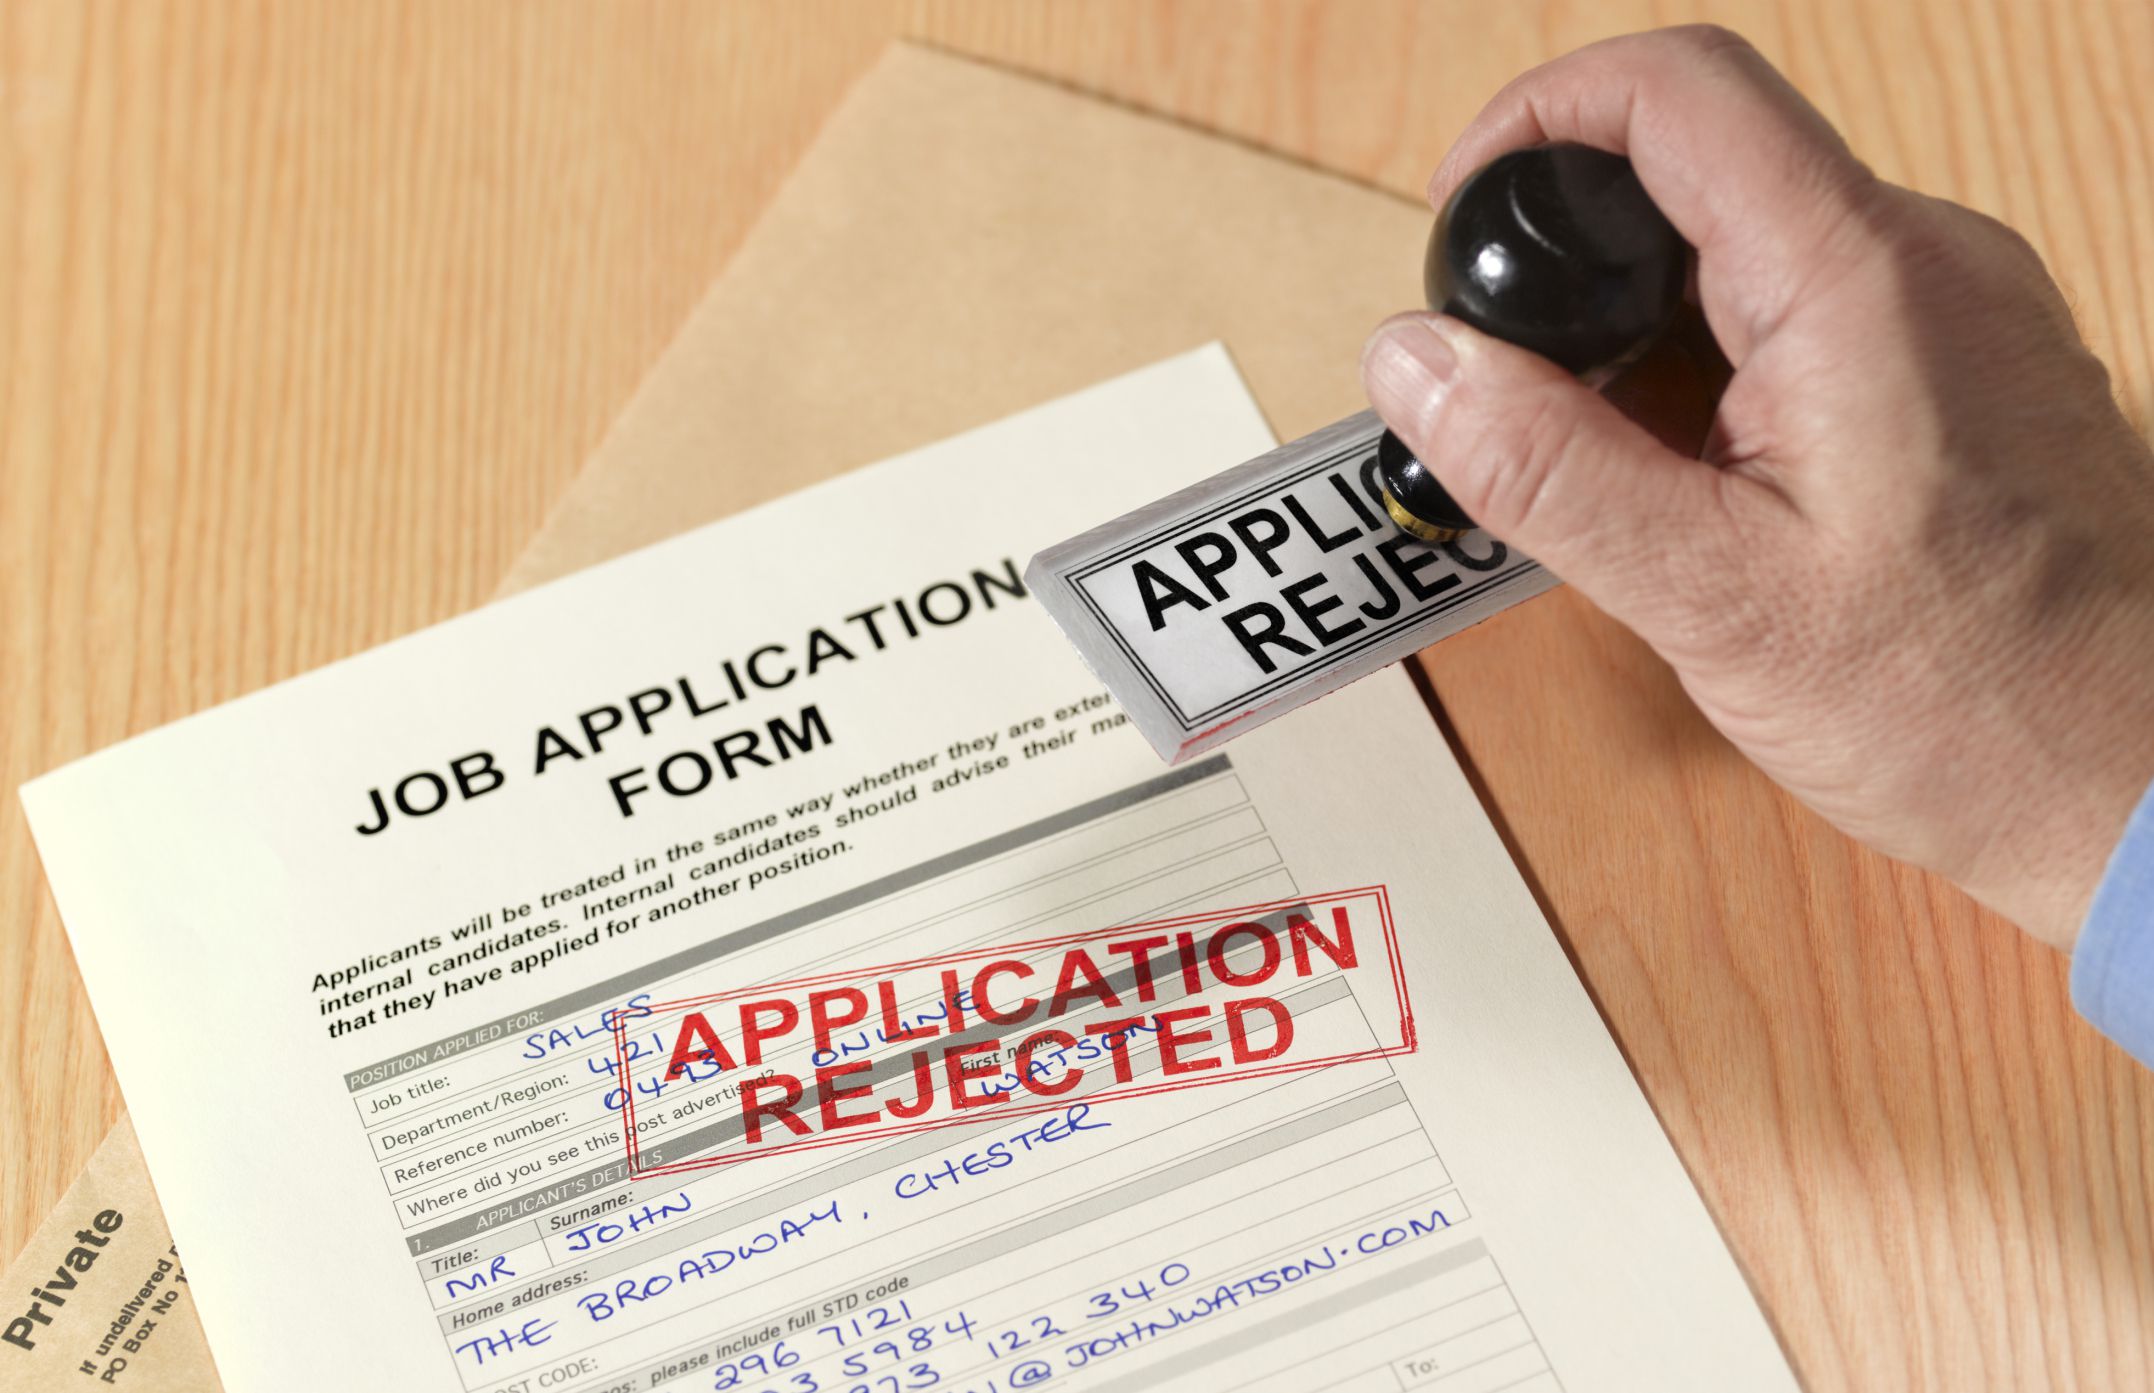 JOB APPLICATION
FORM
Applicants will be treated in the same way whether they are
internal candidates. Internal candidates should advise their
that they have applied for another position.
POSITION APPLIED FOR:
Job title: SALES
Department/Region: 421
Reference number: 0493
Where did you see this post advertised? ONLINE
1. APPLICANT'S DETAILS
Title: Surname: First name:
MR JOHN WATSON
Home address:
THE BROADWAY, CHESTER
CODE:
please include full STD code
296 7121
5984
122 340
@JOHNWATSON.COM
To:
APPLICATION
REJECTED
APPLIC
REJEC
Private
If undelivered
PO Box No